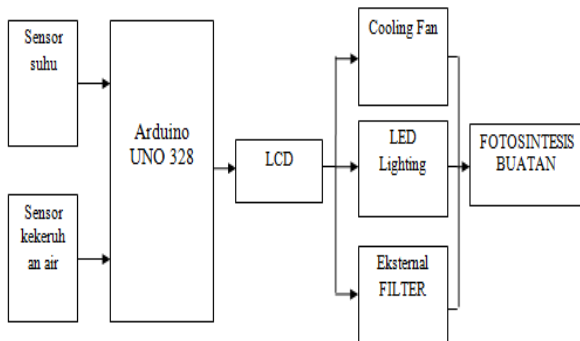 Sensor
suhu
Sensor
kekeruh
an air
Arduino
UNO 328
LCD
Cooling Fan
LED
Lighting
Eksternal
FILTER
FOTOSINTESIS
BUATAN